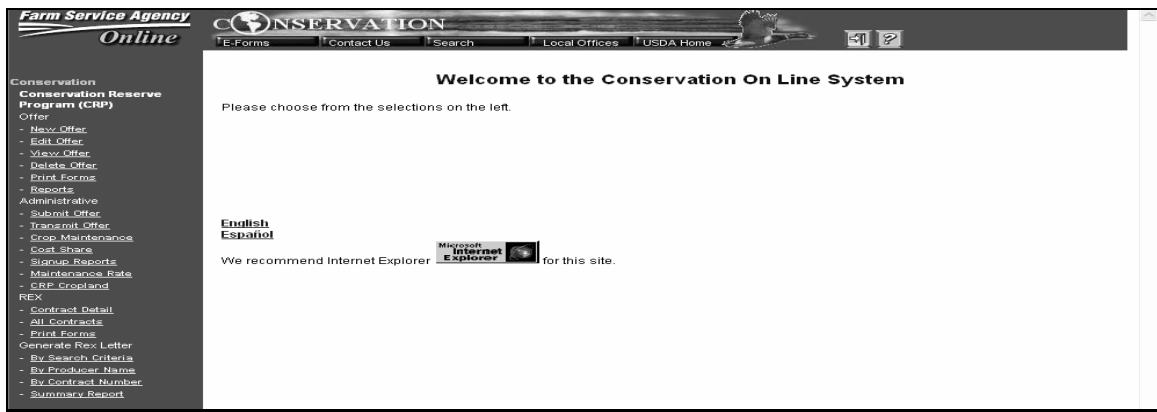 Farm Service Agency
Online
CONSERVATION
E-Forms Contact Us Search Local Offices USDA Home
Conservation
Conservation Reserve
Program (CRP)
Offer
- New Offer
- Edit Offer
- View Offer
- Delete Offer
- Print Forms
- Reports
Administrative
- Submit Offer
- Transmit Offer
- Crop Maintenance
- Cost Share
- Signup Reports
- Maintenance Rate
- CRP Cropland
REX
- Contract Detail
- All Contracts
- Print Forms
Generate Rex Letter
- By Search Criteria
- By Producer Name
- By Contract Number
- Summary Report
Welcome to the Conservation On Line System
Please choose from the selections on the left.
English
Español
We recommend Internet Explorer Microsoft Internet Explorer for this site.